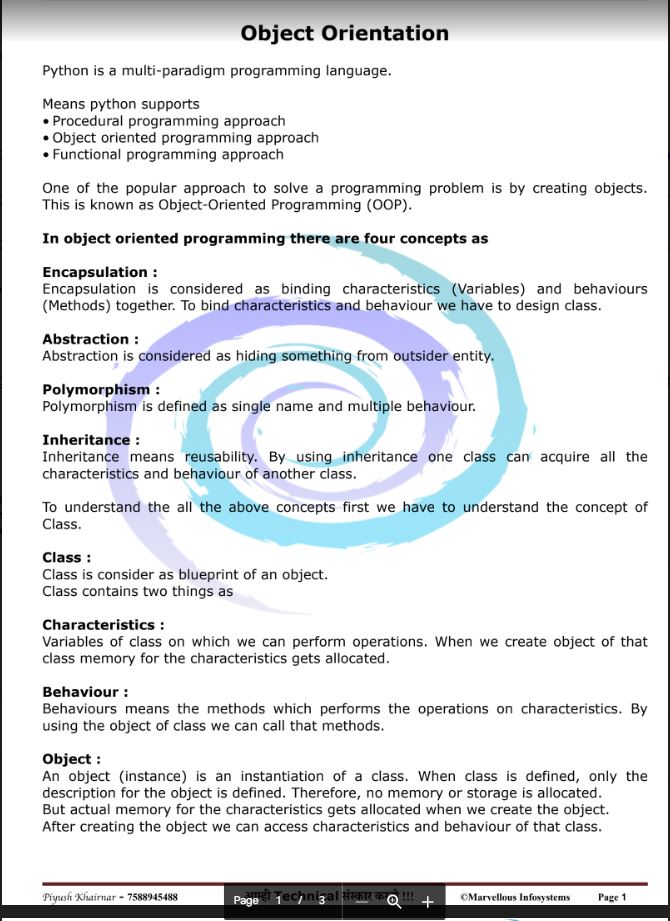 Object Orientation
Python is a multi-paradigm programming language.
Means python supports
• Procedural programming approach
• Object oriented programming approach
• Functional programming approach
One of the popular approach to solve a programming problem is by creating objects.
This is known as Object-Oriented Programming (OOP).
In object oriented programming there are four concepts as
Encapsulation :
Encapsulation is considered as binding characteristics (Variables) and behaviours
(Methods) together. To bind characteristics and behaviour we have to design class.
Abstraction :
Abstraction is considered as hiding something from outsider entity.
Polymorphism :
Polymorphism is defined as single name and multiple behaviour.
Inheritance :
Inheritance means reusability. By using inheritance one class can acquire all the
characteristics and behaviour of another class.
To understand the all the above concepts first we have to understand the concept of
Class.
Class :
Class is consider as blueprint of an object.
Class contains two things as
Characteristics :
Variables of class on which we can perform operations. When we create object of that
class memory for the characteristics gets allocated.
Behaviour :
Behaviours means the methods which performs the operations on characteristics. By
using the object of class we can call that methods.
Object :
An object (instance) is an instantiation of a class. When class is defined, only the
description for the object is defined. Therefore, no memory or storage is allocated.
But actual memory for the characteristics gets allocated when we create the object.
After creating the object we can access characteristics and behaviour of that class.
Piyush Khairnar - 7588945488 Technical संस्कार !!! ©Marvellous Infosystems Page 1
Page 1 / 3